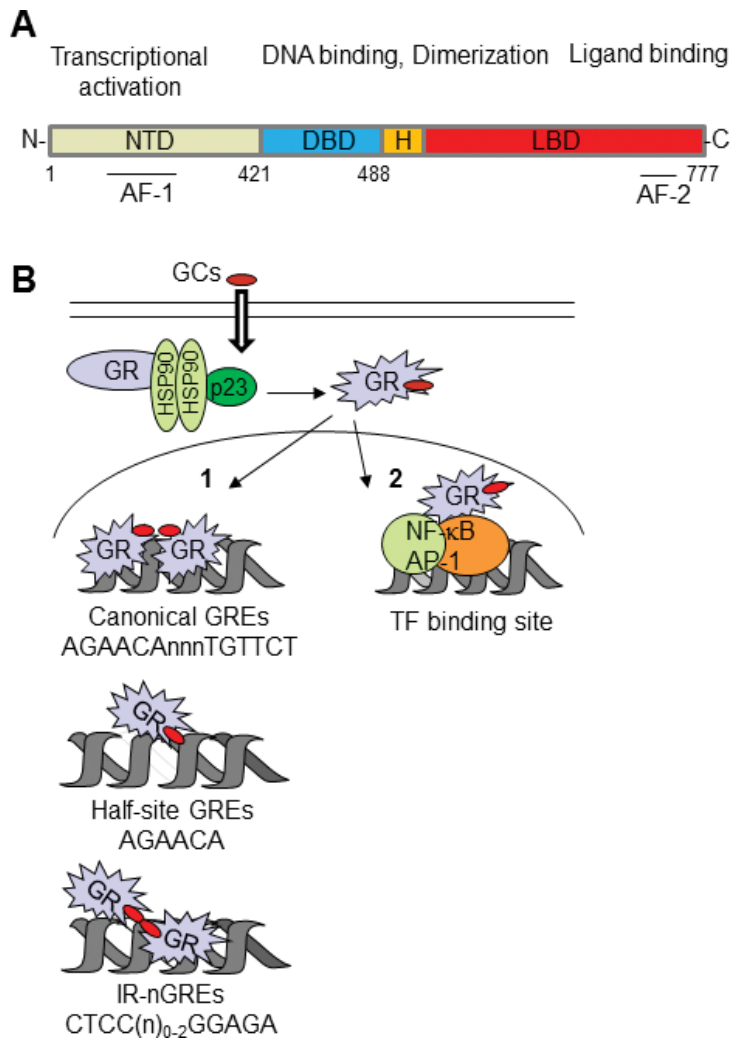 A
Transcriptional activation
DNA binding, Dimerization
Ligand binding
N- NTD DBD H LBD -C
1 421 488 777
AF-1 AF-2
B
GCs
GR HSP90 HSP90 p23
GR
1 2
GR GR
GR
NF-κB
AP-1
Canonical GREs
AGAACAnnnTGTTCT
TF binding site
GR
Half-site GREs
AGAACA
GR GR
IR-nGREs
CTCC(n)0-2GGAGA